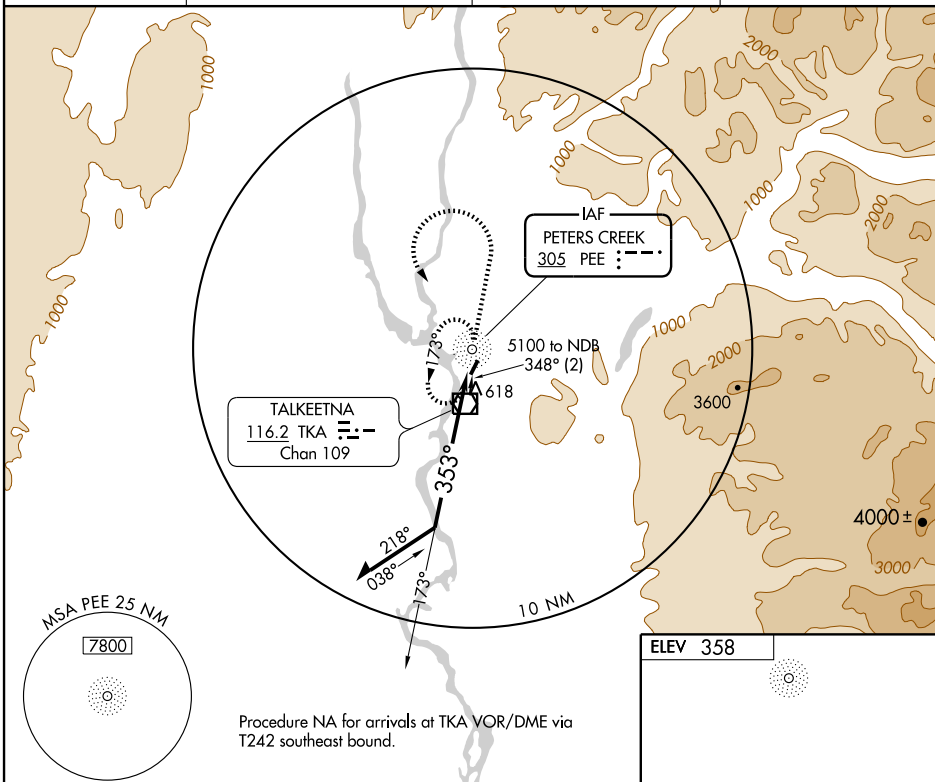 1000
2000
1000
1000
2000
IAF
PETERS CREEK
305 PEE
1000
173°
5100 to NDB
348° (2)
1000
2000
618
3600
TALKEETNA
116.2 TKA
Chan 109
353°
4000 ±
218°
038°
173°
3000
10 NM
MSA PEE 25 NM
7800
ELEV 358
Procedure NA for arrivals at TKA VOR/DME via
T242 southeast bound.